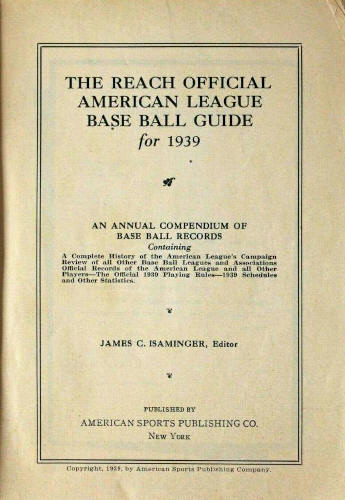 THE REACH OFFICIAL
AMERICAN LEAGUE
BASE BALL GUIDE
for 1939
AN ANNUAL COMPENDIUM OF
BASE BALL RECORDS
Containing
A Complete History of the American League's Campaign
Review of all Other Base Ball Leagues and Associations
Official Records of the American League and all Other
Players—The Official 1939 Playing Rules—1939 Schedules
and Other Statistics.
JAMES C. ISAMINGER, Editor
PUBLISHED BY
AMERICAN SPORTS PUBLISHING CO.
NEW YORK
Copyright, 1939, by American Sports Publishing Company.